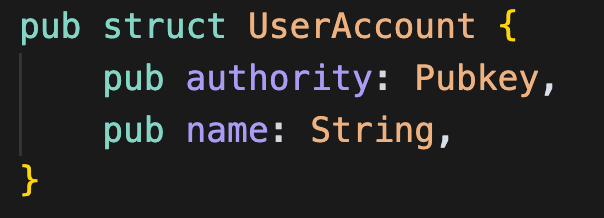 pub struct UserAccount {
    pub authority: Pubkey,
    pub name: String,
}